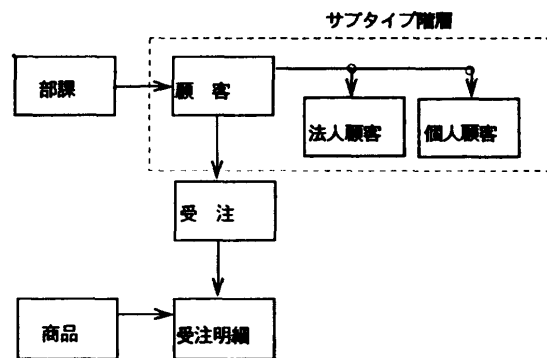 サブタイプ階層
部課
顧 客
法人顧客
個人顧客
受 注
商品
受注明細